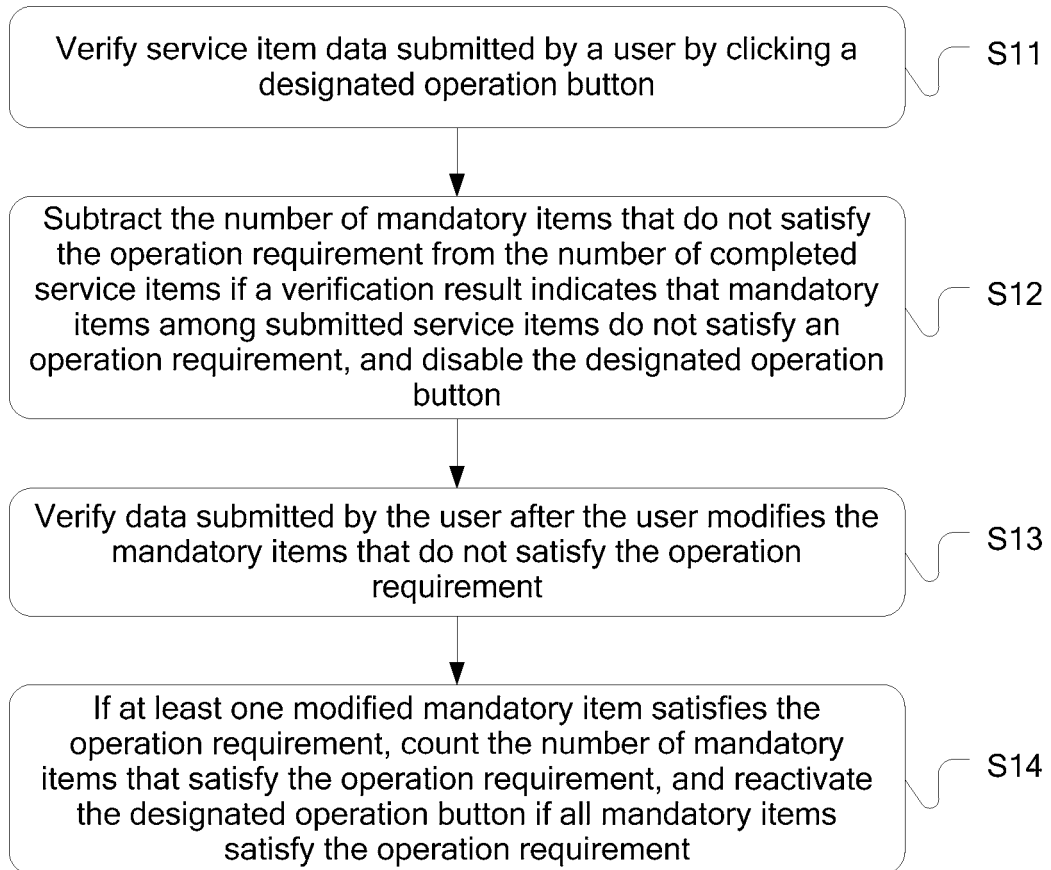 Verify service item data submitted by a user by clicking a
designated operation button
S11
Subtract the number of mandatory items that do not satisfy
the operation requirement from the number of completed
service items if a verification result indicates that mandatory
items among submitted service items do not satisfy an
operation requirement, and disable the designated operation
button
S12
Verify data submitted by the user after the user modifies the
mandatory items that do not satisfy the operation
requirement
S13
If at least one modified mandatory item satisfies the
operation requirement, count the number of mandatory
items that satisfy the operation requirement, and reactivate
the designated operation button if all mandatory items
satisfy the operation requirement
S14